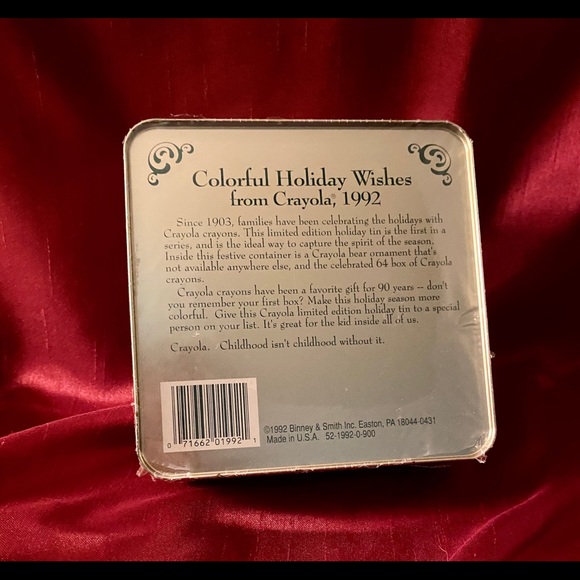 Colorful Holiday Wishes
from Crayola®, 1992
Since 1903, families have been celebrating the holidays with
Crayola crayons. This limited edition holiday tin is the first in a
series, and is the ideal way to capture the spirit of the season.
Inside this festive container is a Crayola bear ornament that's
not available anywhere else, and the celebrated 64 box of Crayola
crayons.
Crayola crayons have been a favorite gift for 90 years -- don't
you remember your first box? Make this holiday season more
colorful. Give this Crayola limited edition holiday tin to a special
person on your list. It's great for the kid inside all of us.
Crayola. Childhood isn't childhood without it.
0 71662 01992 1
©1992 Binney & Smith Inc. Easton, PA 18044-0431
Made in U.S.A. 52-1992-0-900